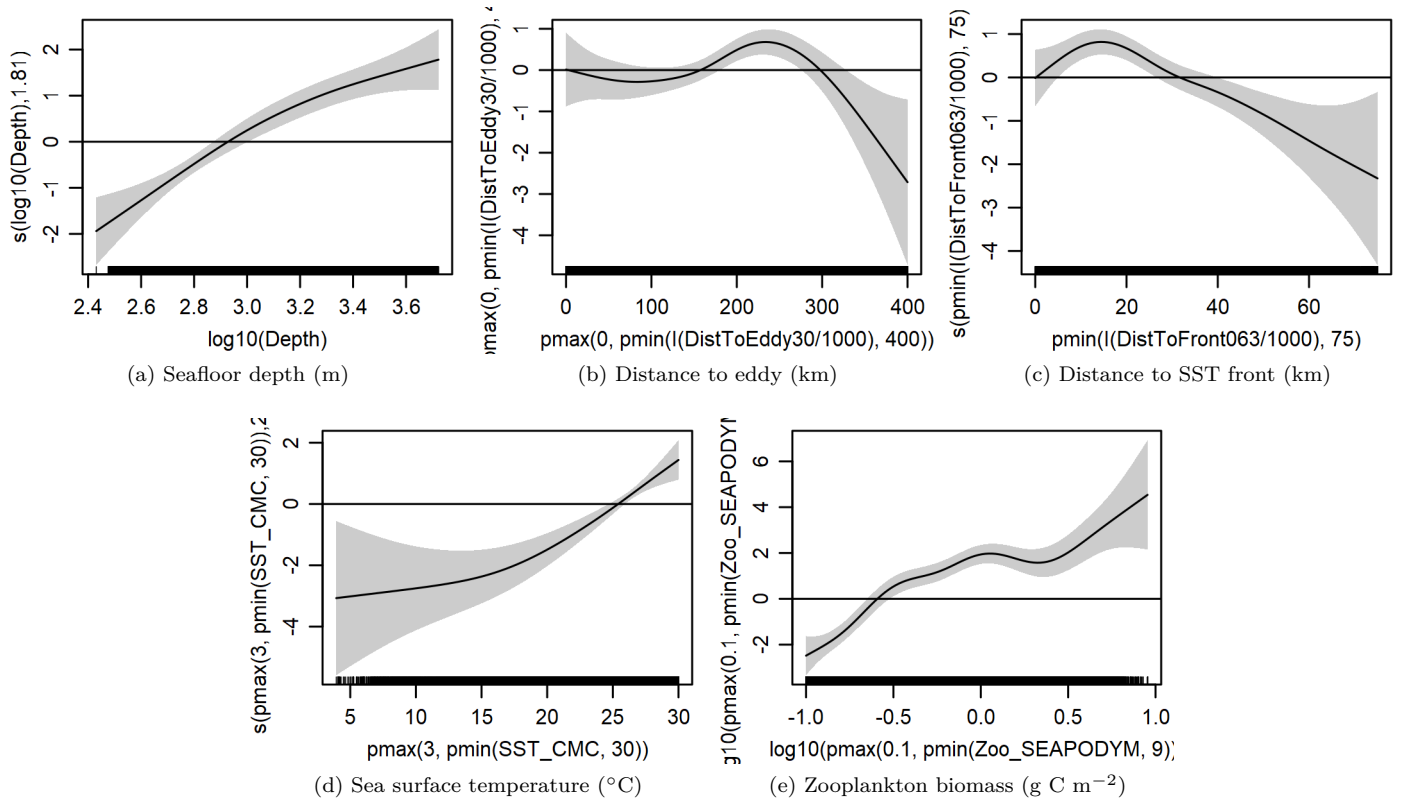 s(log10(Depth),1.81)
2
1
0
-1
-2
2.4 2.6 2.8 3.0 3.2 3.4 3.6
log10(Depth)
(a) Seafloor depth (m)
pmax(0, pmin(I(DistToEddy30/1000),
1
0
-4
0 100 200 300 400
pmax(0, pmin(I(DistToEddy30/1000), 400))
(b) Distance to eddy (km)
s(pmin(I(DistToFront063/1000), 75)
1
0
-1
-2
-3
-4
0 20 40 60
pmin(I(DistToFront063/1000), 75)
(c) Distance to SST front (km)
s(pmax(3, pmin(SST_CMC, 30)),2
2
0
-2
-4
5 10 15 20 25 30
pmax(3, pmin(SST_CMC, 30))
(d) Sea surface temperature (°C)
g10(pmax(0.1, pmin(Zoo_SEAPODYM
6
4
2
0
-2
-1.0 -0.5 0.0 0.5 1.0
log10(pmax(0.1, pmin(Zoo_SEAPODYM, 9))
(e) Zooplankton biomass (g C m⁻²)